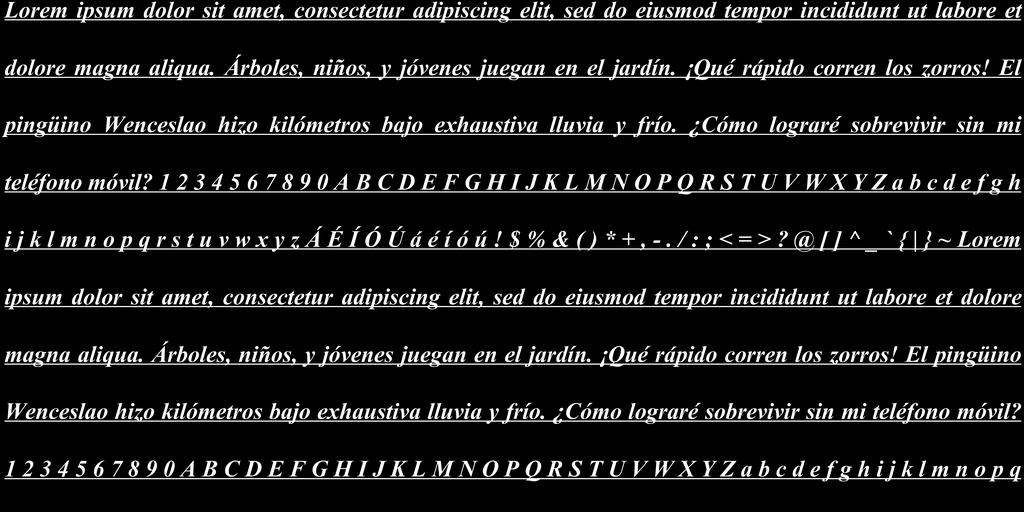 Lorem ipsum dolor sit amet, consectetur adipiscing elit, sed do eiusmod tempor incididunt ut labore et
dolore magna aliqua. Árboles, niños, y jóvenes juegan en el jardín. ¡Qué rápido corren los zorros! El
pingüino Wenceslao hizo kilómetros bajo exhaustiva lluvia y frío. ¿Cómo lograré sobrevivir sin mi
teléfono móvil? 1 2 3 4 5 6 7 8 9 0 A B C D E F G H I J K L M N O P Q R S T U V W X Y Z a b c d e f g h
i j k l m n o p q r s t u v w x y z Á É Í Ó Ú á é í ó ú ! $ % & ( ) * + , - . / : ; < = > ? @ [ ] ^ _ ` { | } ~ Lorem
ipsum dolor sit amet, consectetur adipiscing elit, sed do eiusmod tempor incididunt ut labore et dolore
magna aliqua. Árboles, niños, y jóvenes juegan en el jardín. ¡Qué rápido corren los zorros! El pingüino
Wenceslao hizo kilómetros bajo exhaustiva lluvia y frío. ¿Cómo lograré sobrevivir sin mi teléfono móvil?
1 2 3 4 5 6 7 8 9 0 A B C D E F G H I J K L M N O P Q R S T U V W X Y Z a b c d e f g h i j k l m n o p q